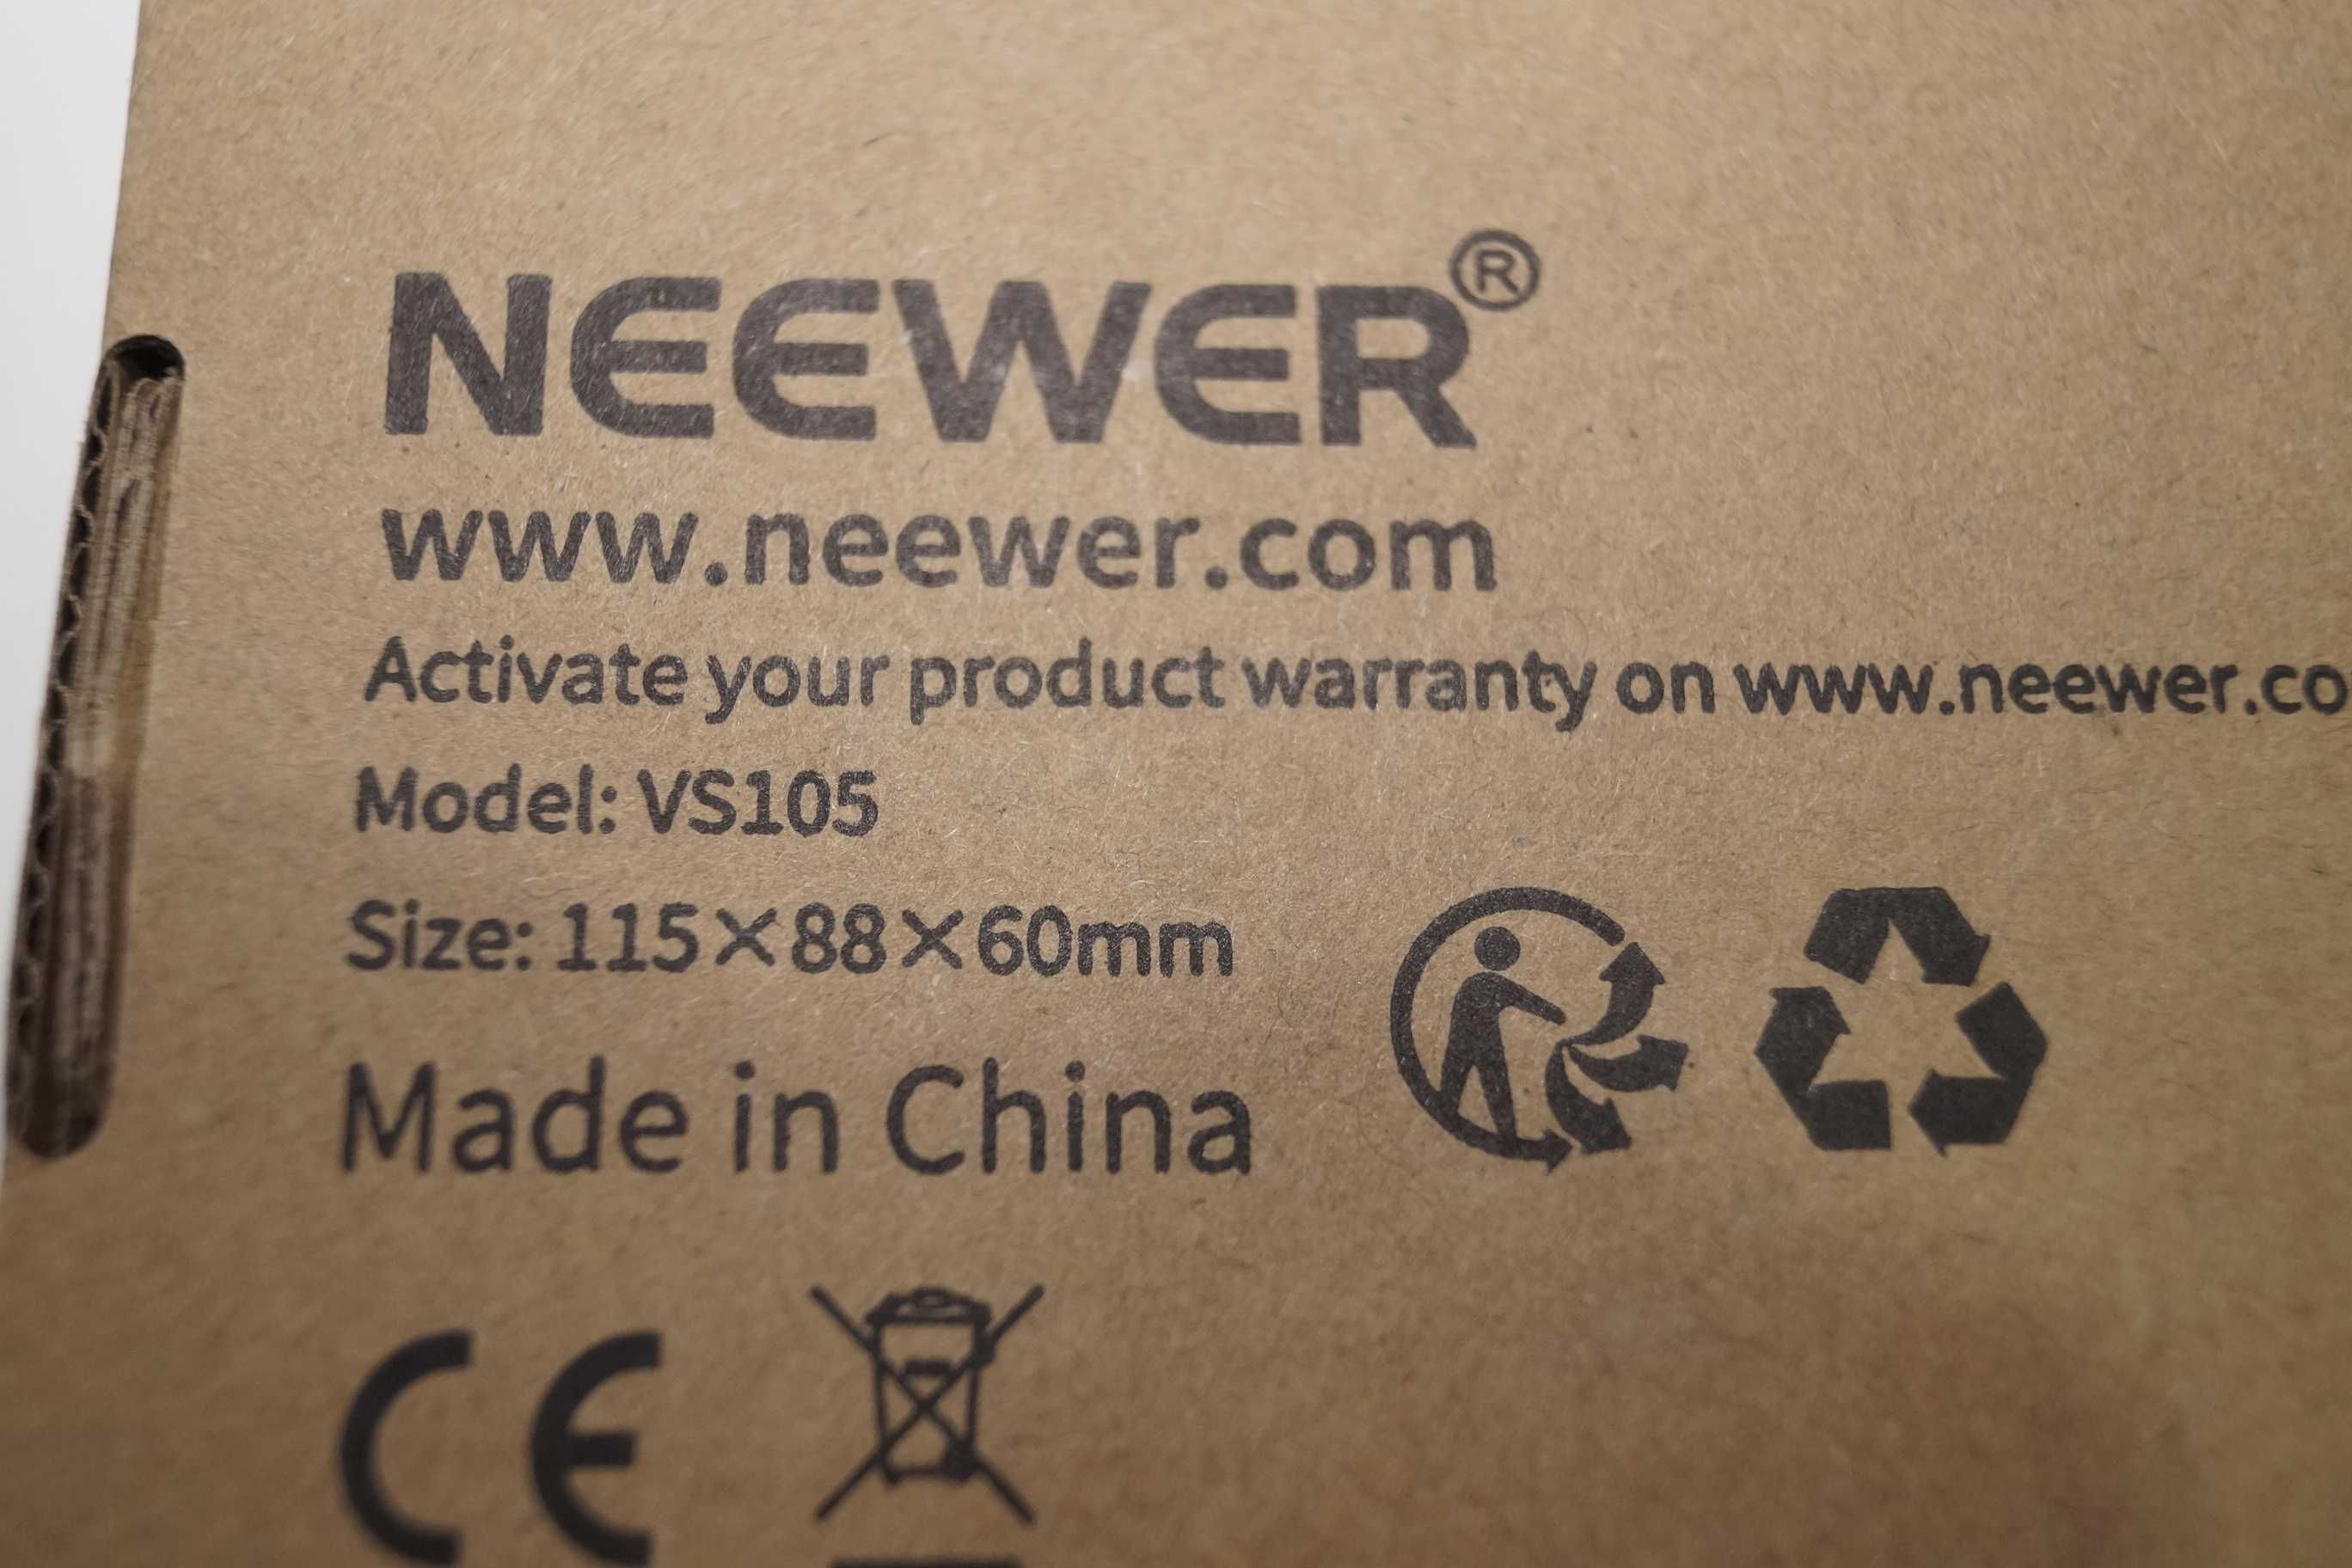 NEEWER®
www.neewer.com
Activate your product warranty on www.neewer.co
Model: VS105
Size: 115×88×60mm
Made in China
CE